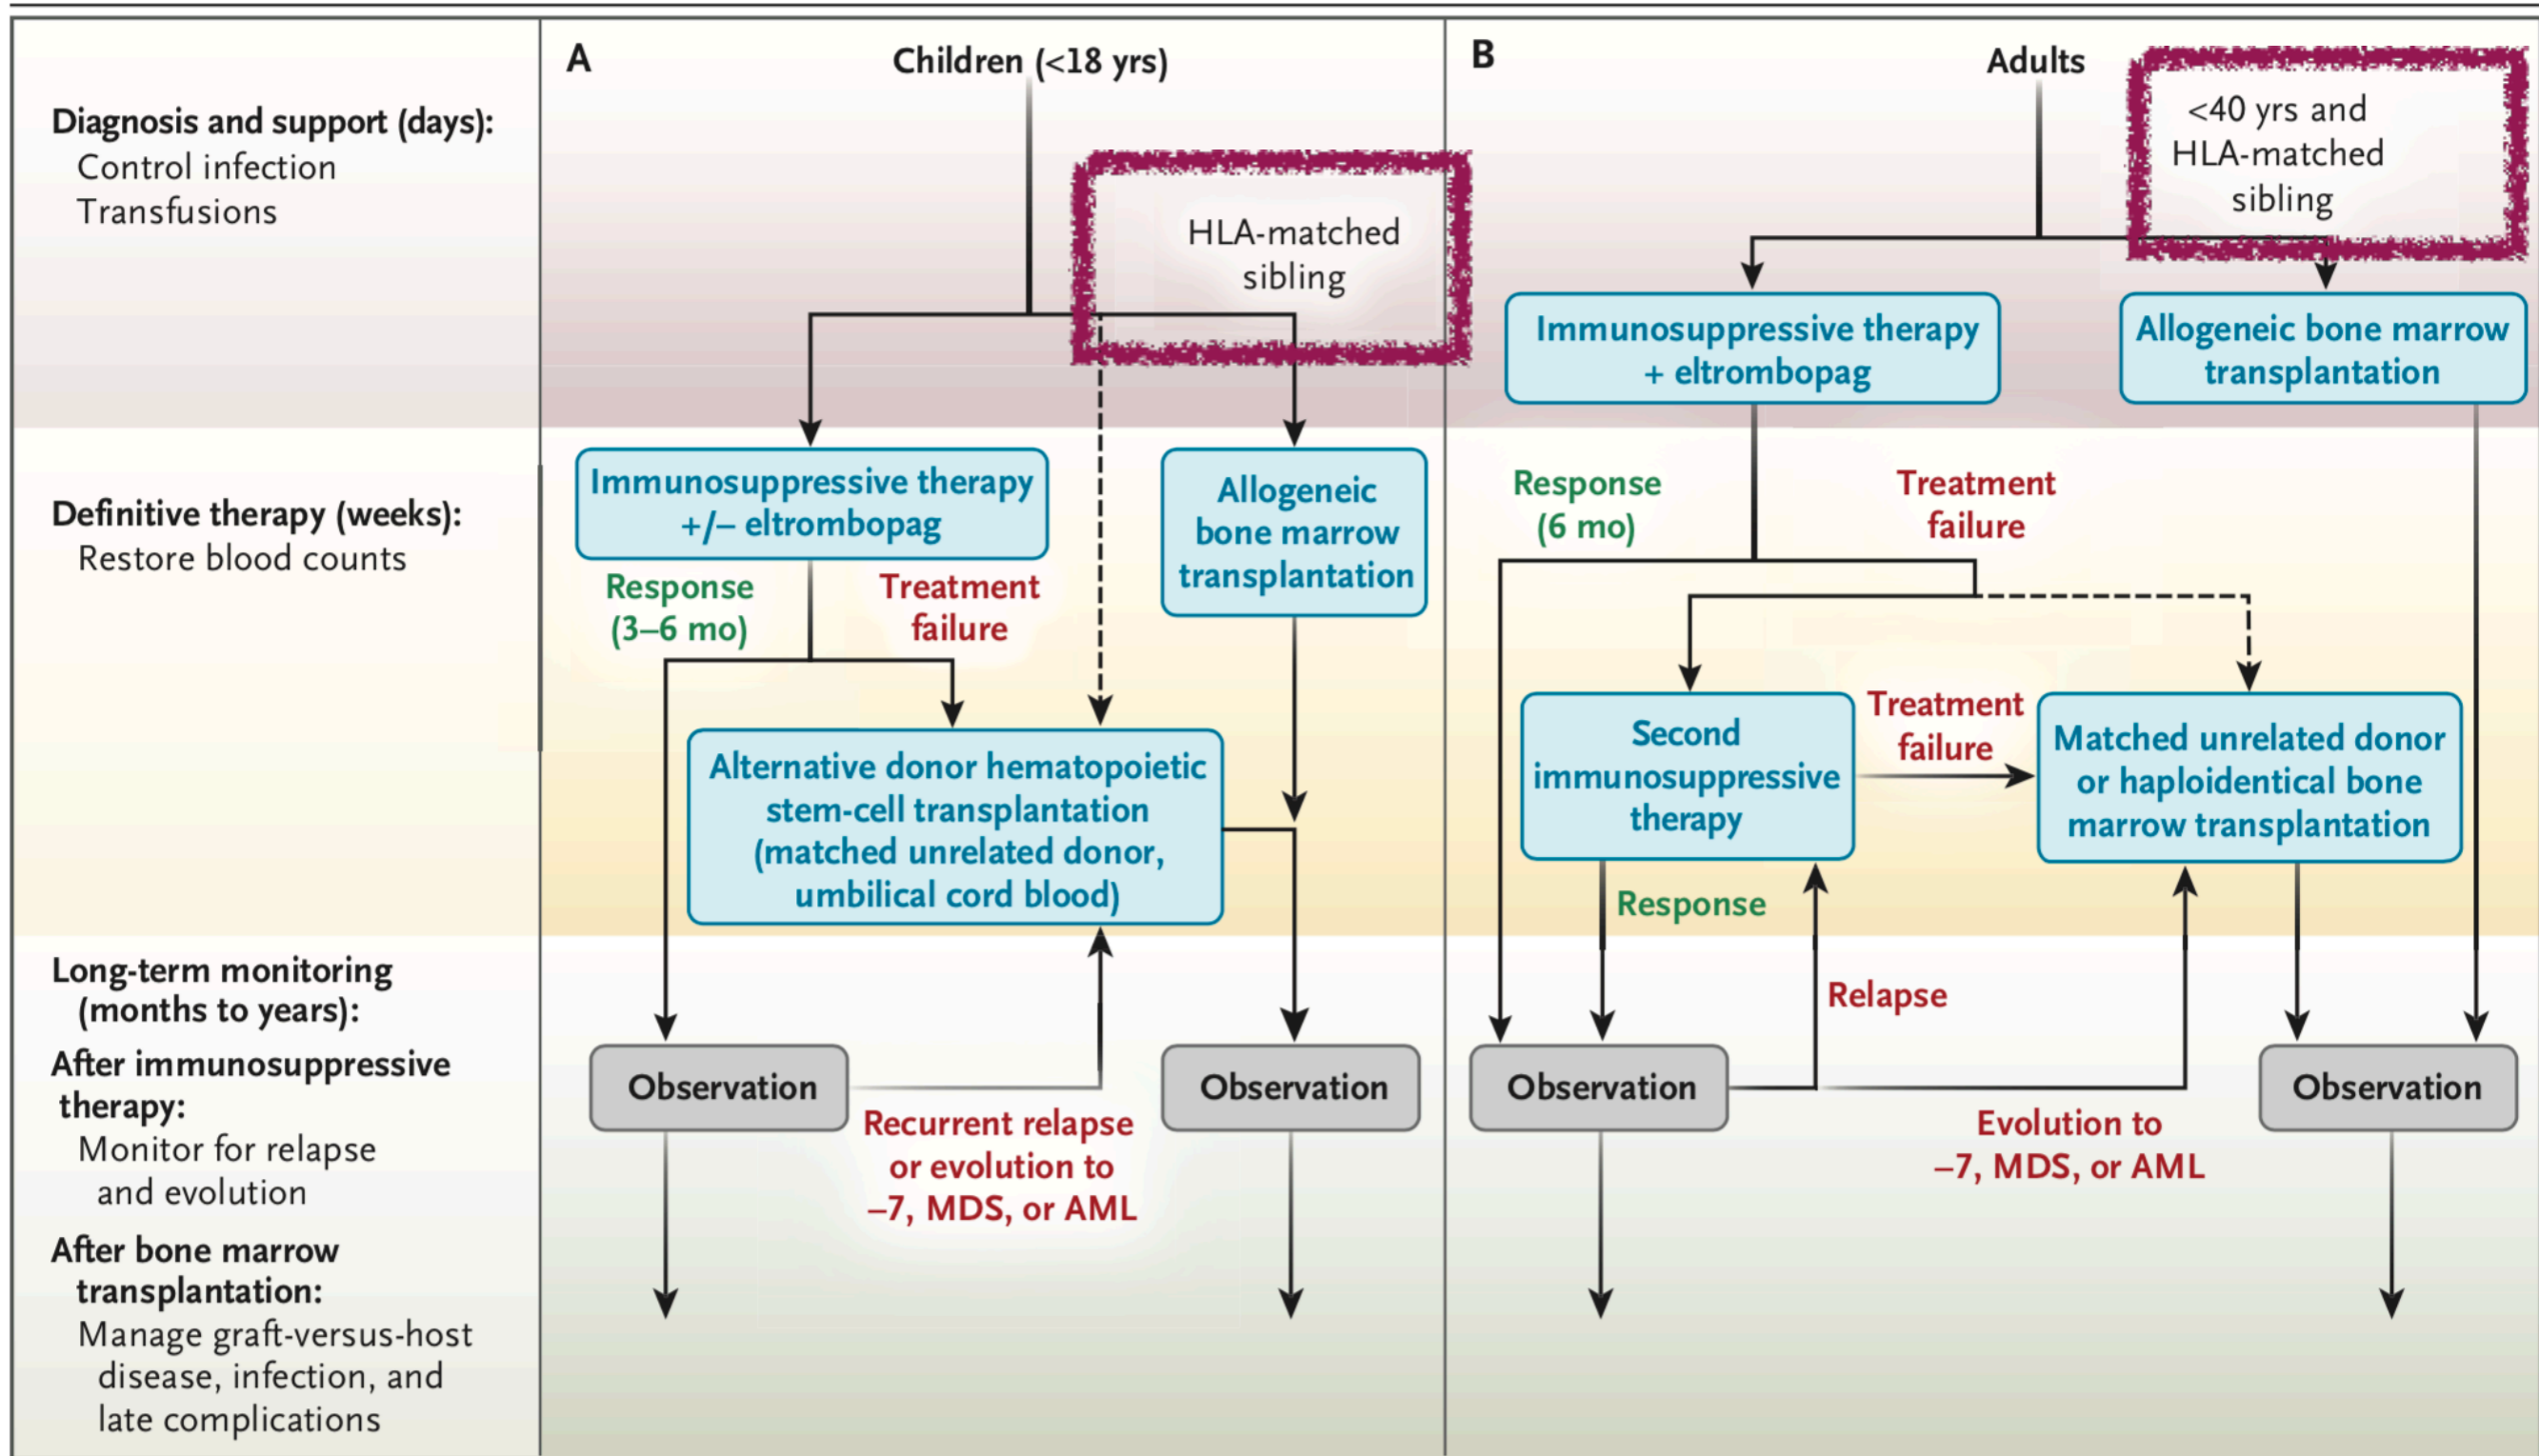 Diagnosis and support (days):
Control infection
Transfusions
Definitive therapy (weeks):
Restore blood counts
Long-term monitoring
(months to years):
After immunosuppressive
therapy:
Monitor for relapse
and evolution
After bone marrow
transplantation:
Manage graft-versus-host
disease, infection, and
late complications
A
Children (<18 yrs)
HLA-matched
sibling
Immunosuppressive therapy
+/– eltrombopag
Allogeneic
bone marrow
transplantation
Response
(3–6 mo)
Treatment
failure
Alternative donor hematopoietic
stem-cell transplantation
(matched unrelated donor,
umbilical cord blood)
Observation
Observation
Recurrent relapse
or evolution to
–7, MDS, or AML
B
Adults
<40 yrs and
HLA-matched
sibling
Immunosuppressive therapy
+ eltrombopag
Allogeneic bone marrow
transplantation
Response
(6 mo)
Treatment
failure
Second
immunosuppressive
therapy
Treatment
failure
Matched unrelated donor
or haploidentical bone
marrow transplantation
Response
Relapse
Observation
Observation
Evolution to
–7, MDS, or AML